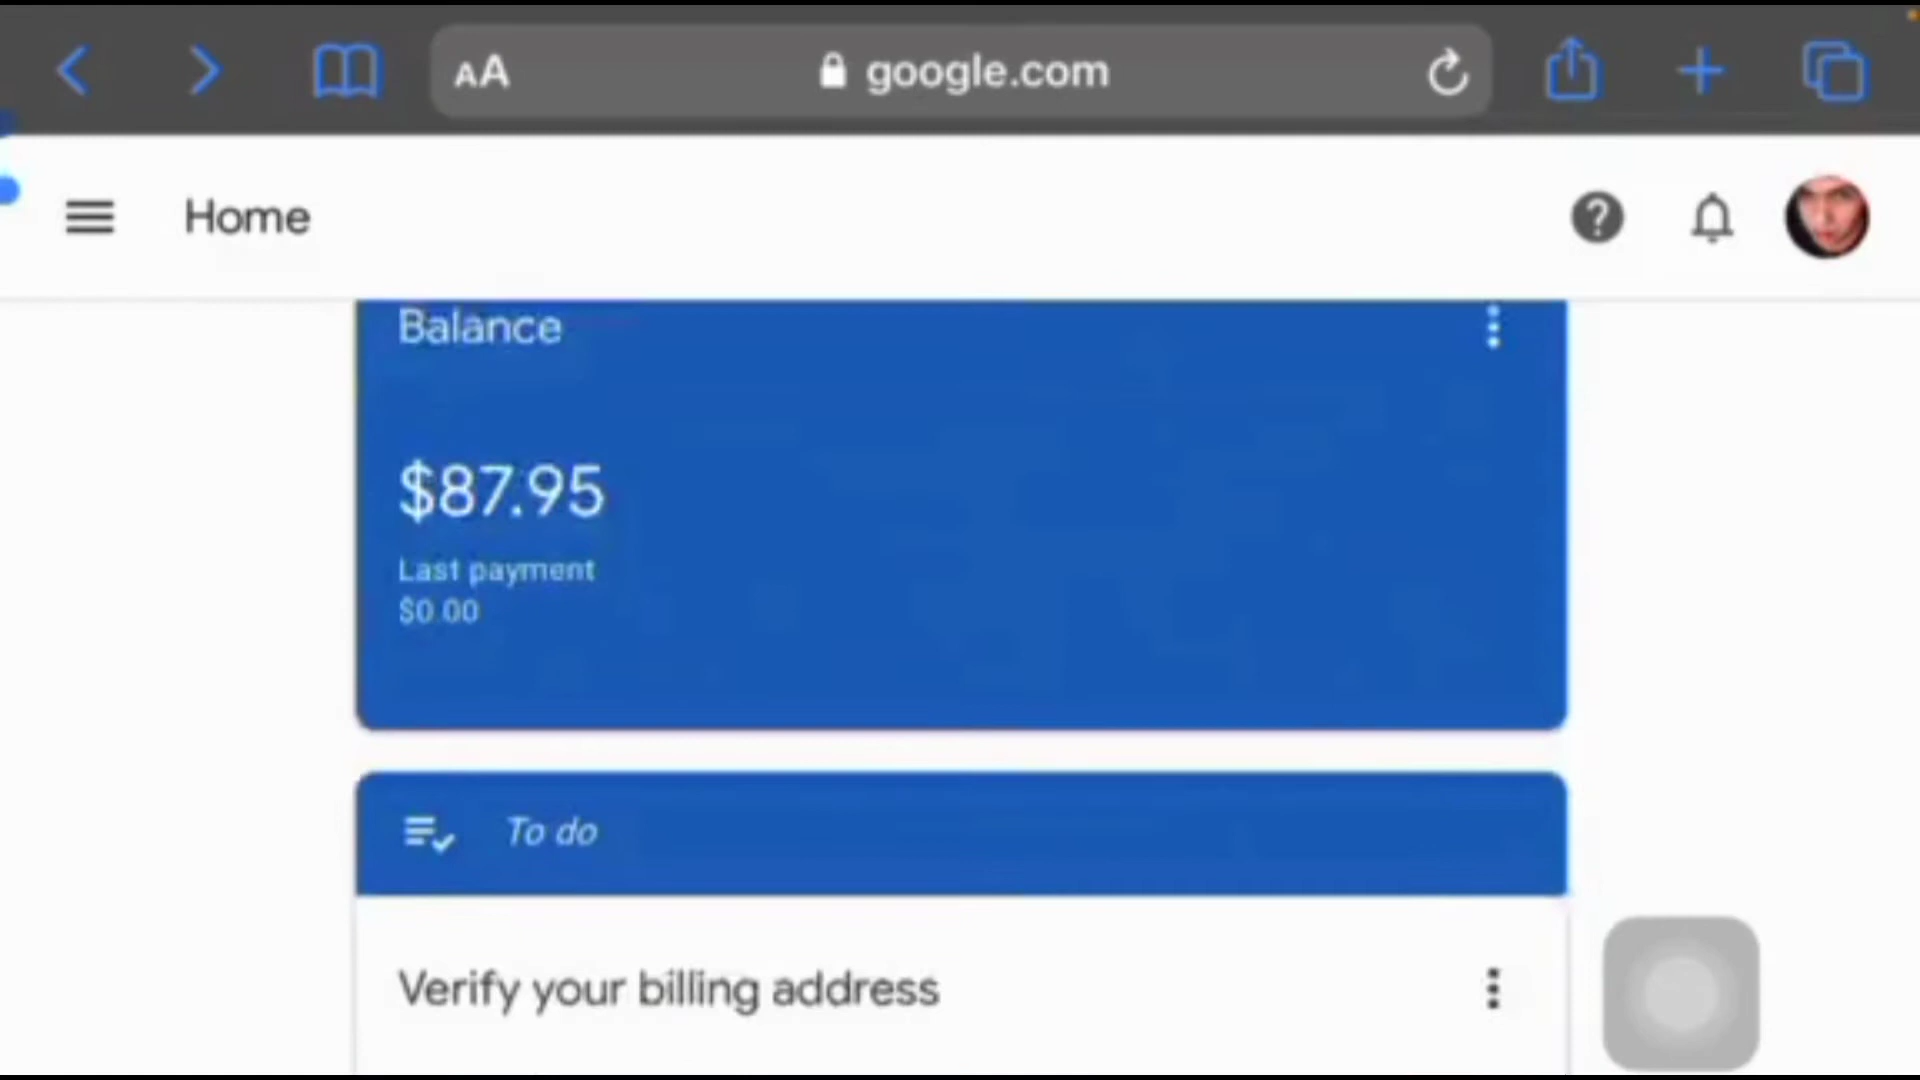 AA google.com
Home
Balance
$87.95
Last payment
$0.00
To do
Verify your billing address